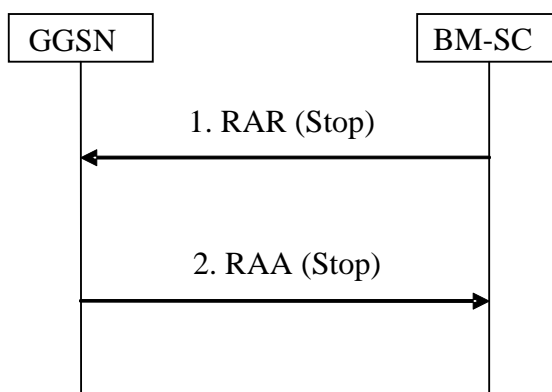 GGSN
BM-SC
1. RAR (Stop)
2. RAA (Stop)